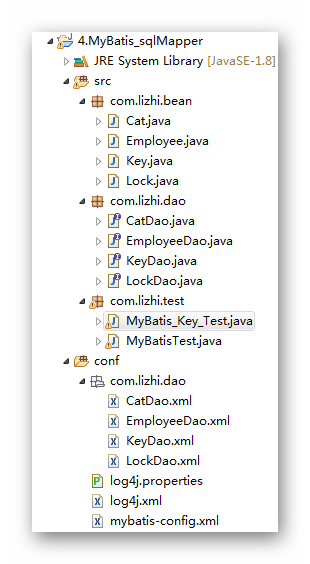 4.MyBatis_sqlMapper
JRE System Library [JavaSE-1.8]
src
com.lizhi.bean
Cat.java
Employee.java
Key.java
Lock.java
com.lizhi.dao
CatDao.java
EmployeeDao.java
KeyDao.java
LockDao.java
com.lizhi.test
MyBatis_Key_Test.java
MyBatisTest.java
conf
com.lizhi.dao
CatDao.xml
EmployeeDao.xml
KeyDao.xml
LockDao.xml
log4j.properties
log4j.xml
mybatis-config.xml